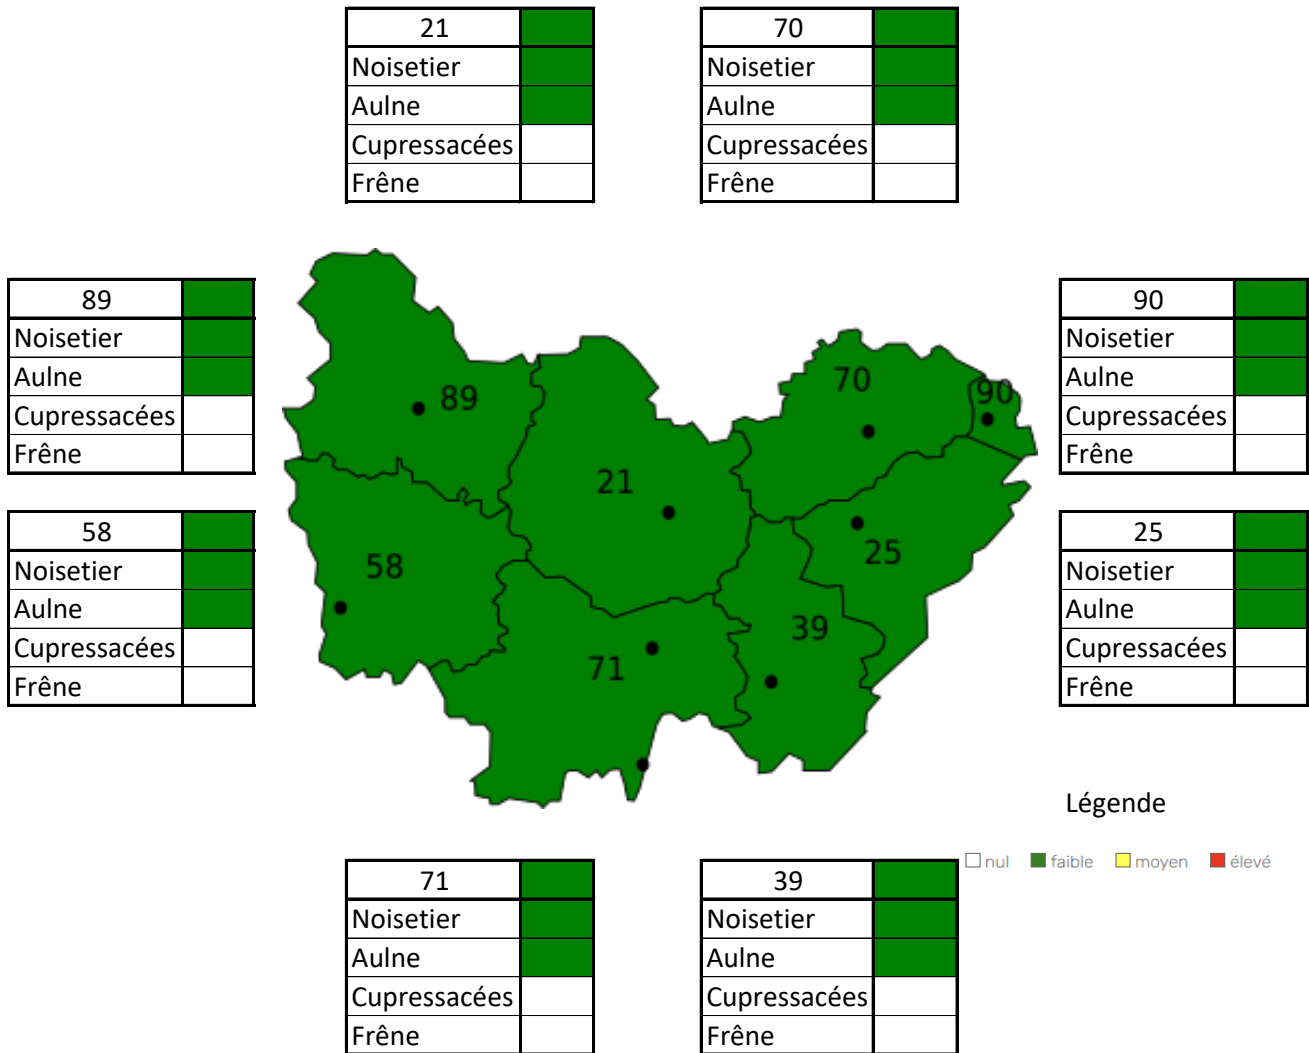 21
Noisetier
Aulne
Cupressacées
Frêne
70
Noisetier
Aulne
Cupressacées
Frêne
89
Noisetier
Aulne
Cupressacées
Frêne
58
Noisetier
Aulne
Cupressacées
Frêne
89
70
90
21
25
58
39
71
90
Noisetier
Aulne
Cupressacées
Frêne
25
Noisetier
Aulne
Cupressacées
Frêne
Légende
nul faible moyen élevé
71
Noisetier
Aulne
Cupressacées
Frêne
39
Noisetier
Aulne
Cupressacées
Frêne